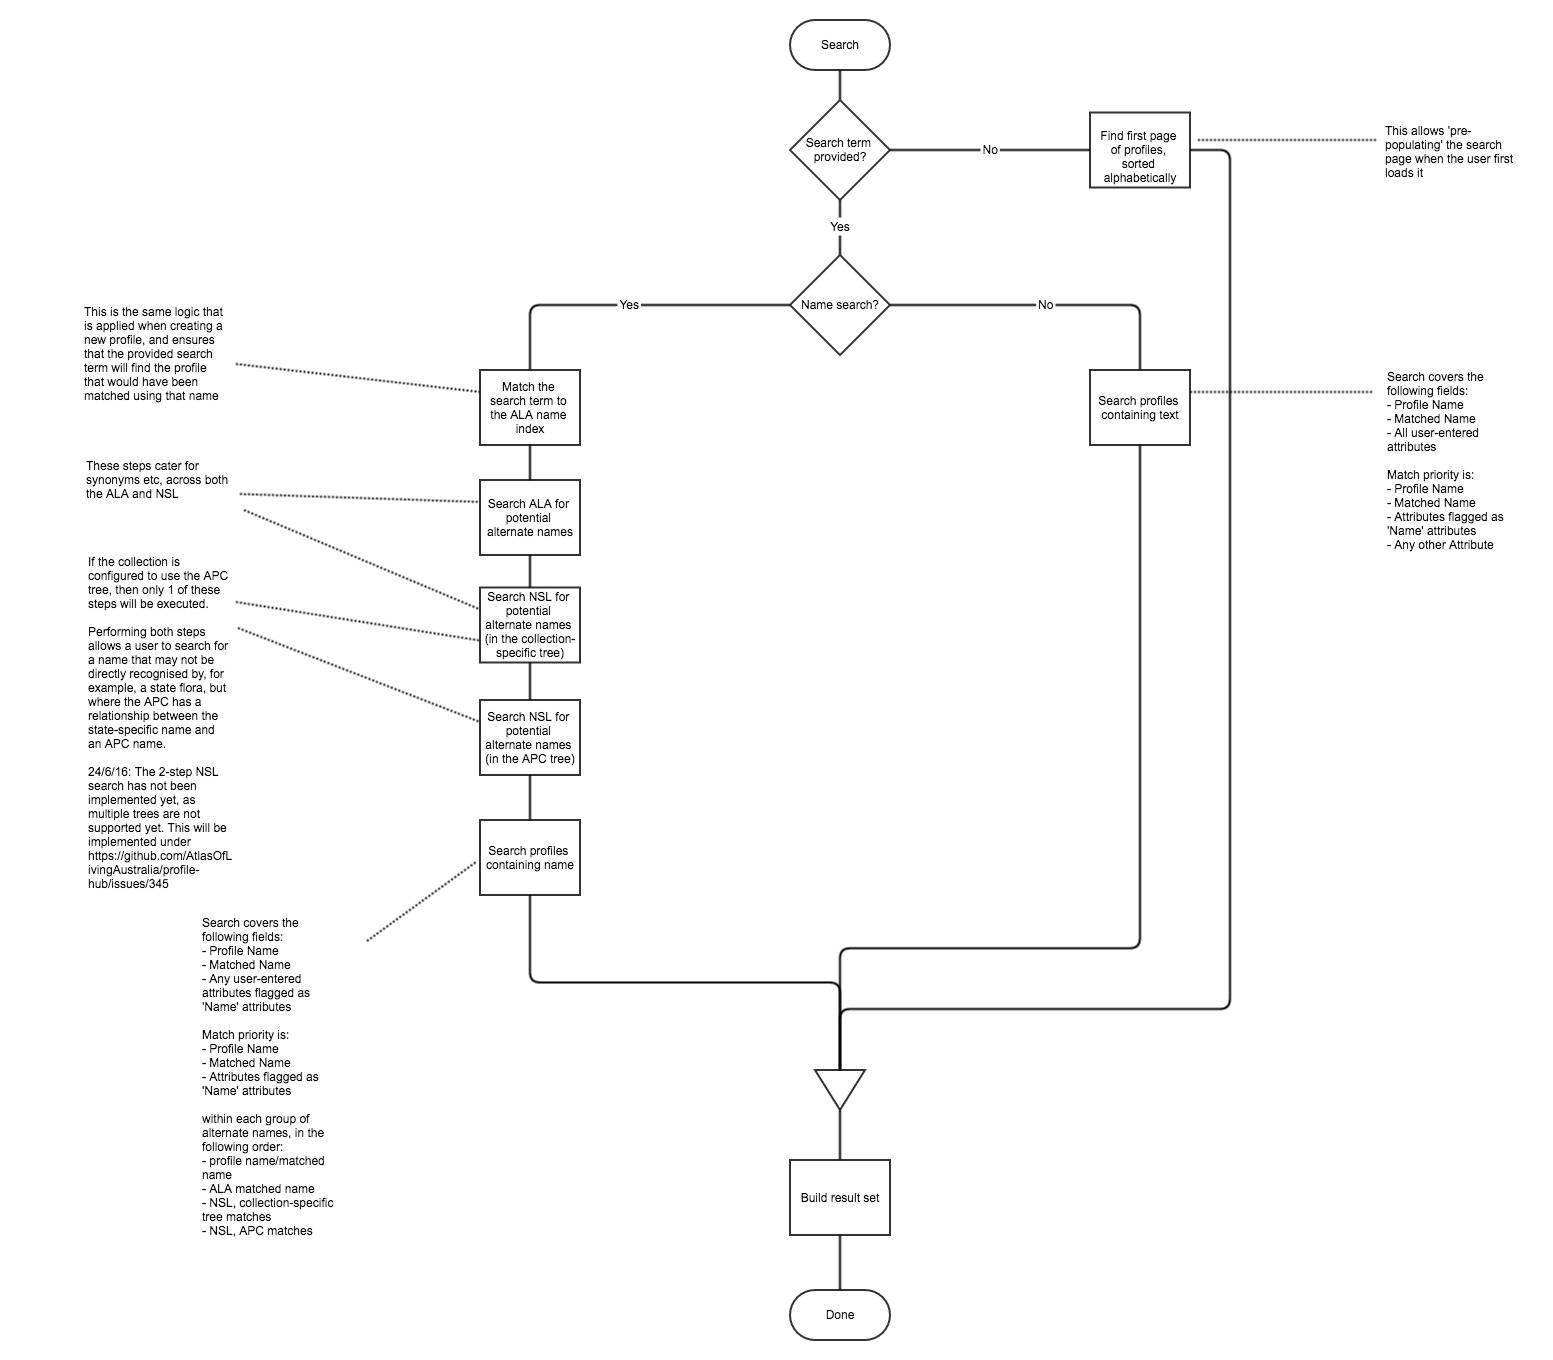 Search
Search term
provided?
No
Find first page
of profiles,
sorted
alphabetically
This allows 'pre-
populating' the search
page when the user first
loads it
Yes
Name search?
Yes
No
This is the same logic that
is applied when creating a
new profile, and ensures
that the provided search
term will find the profile
that would have been
matched using that name
Match the
search term to
the ALA name
index
Search profiles
containing text
Search covers the
following fields:
- Profile Name
- Matched Name
- All user-entered
attributes
Match priority is:
- Profile Name
- Matched Name
- Attributes flagged as
'Name' attributes
- Any other Attribute
These steps cater for
synonyms etc, across both
the ALA and NSL
Search ALA for
potential
alternate names
If the collection is
configured to use the APC
tree, then only 1 of these
steps will be executed.
Performing both steps
allows a user to search for
a name that may not be
directly recognised by, for
example, a state flora, but
where the APC has a
relationship between the
state-specific name and
an APC name.
24/6/16: The 2-step NSL
search has not been
implemented yet, as
multiple trees are not
supported yet. This will be
implemented under
https://github.com/AtlasOfL
ivingAustralia/profile-
hub/issues/345
Search NSL for
potential
alternate names
(in the collection-
specific tree)
Search NSL for
potential
alternate names
(in the APC tree)
Search profiles
containing name
Search covers the
following fields:
- Profile Name
- Matched Name
- Any user-entered
attributes flagged as
'Name' attributes
Match priority is:
- Profile Name
- Matched Name
- Attributes flagged as
'Name' attributes
within each group of
alternate names, in the
following order:
- profile name/matched
name
- ALA matched name
- NSL, collection-specific
tree matches
- NSL, APC matches
Build result set
Done